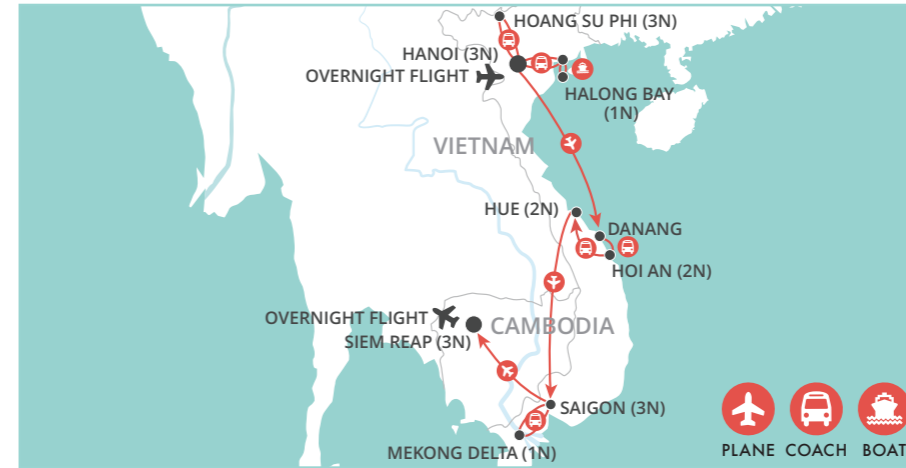 HOANG SU PHI (3N)
HANOI (3N)
OVERNIGHT FLIGHT
HALONG BAY
(1N)
VIETNAM
HUE (2N)
DANANG
HOI AN (2N)
OVERNIGHT FLIGHT
CAMBODIA
SIEM REAP (3N)
SAIGON (3N)
MEKONG DELTA (1N)
PLANE COACH BOAT